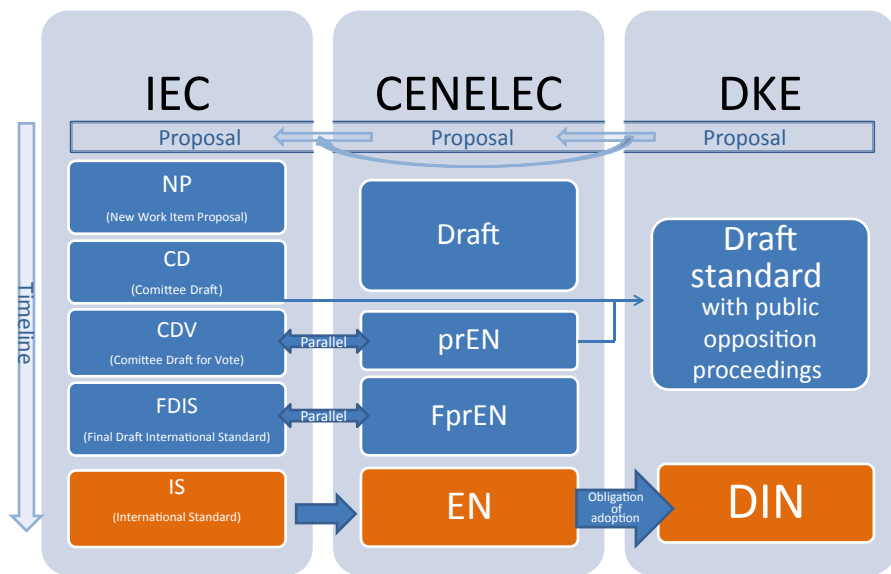 IEC
CENELEC
DKE
Proposal
Proposal
Proposal
Timeline
NP
(New Work Item Proposal)
CD
(Comittee Draft)
CDV
(Comittee Draft for Vote)
FDIS
(Final Draft International Standard)
IS
(International Standard)
Parallel
Parallel
Draft
prEN
FprEN
EN
Obligation
of
adoption
Draft
standard
with public
opposition
proceedings
DIN